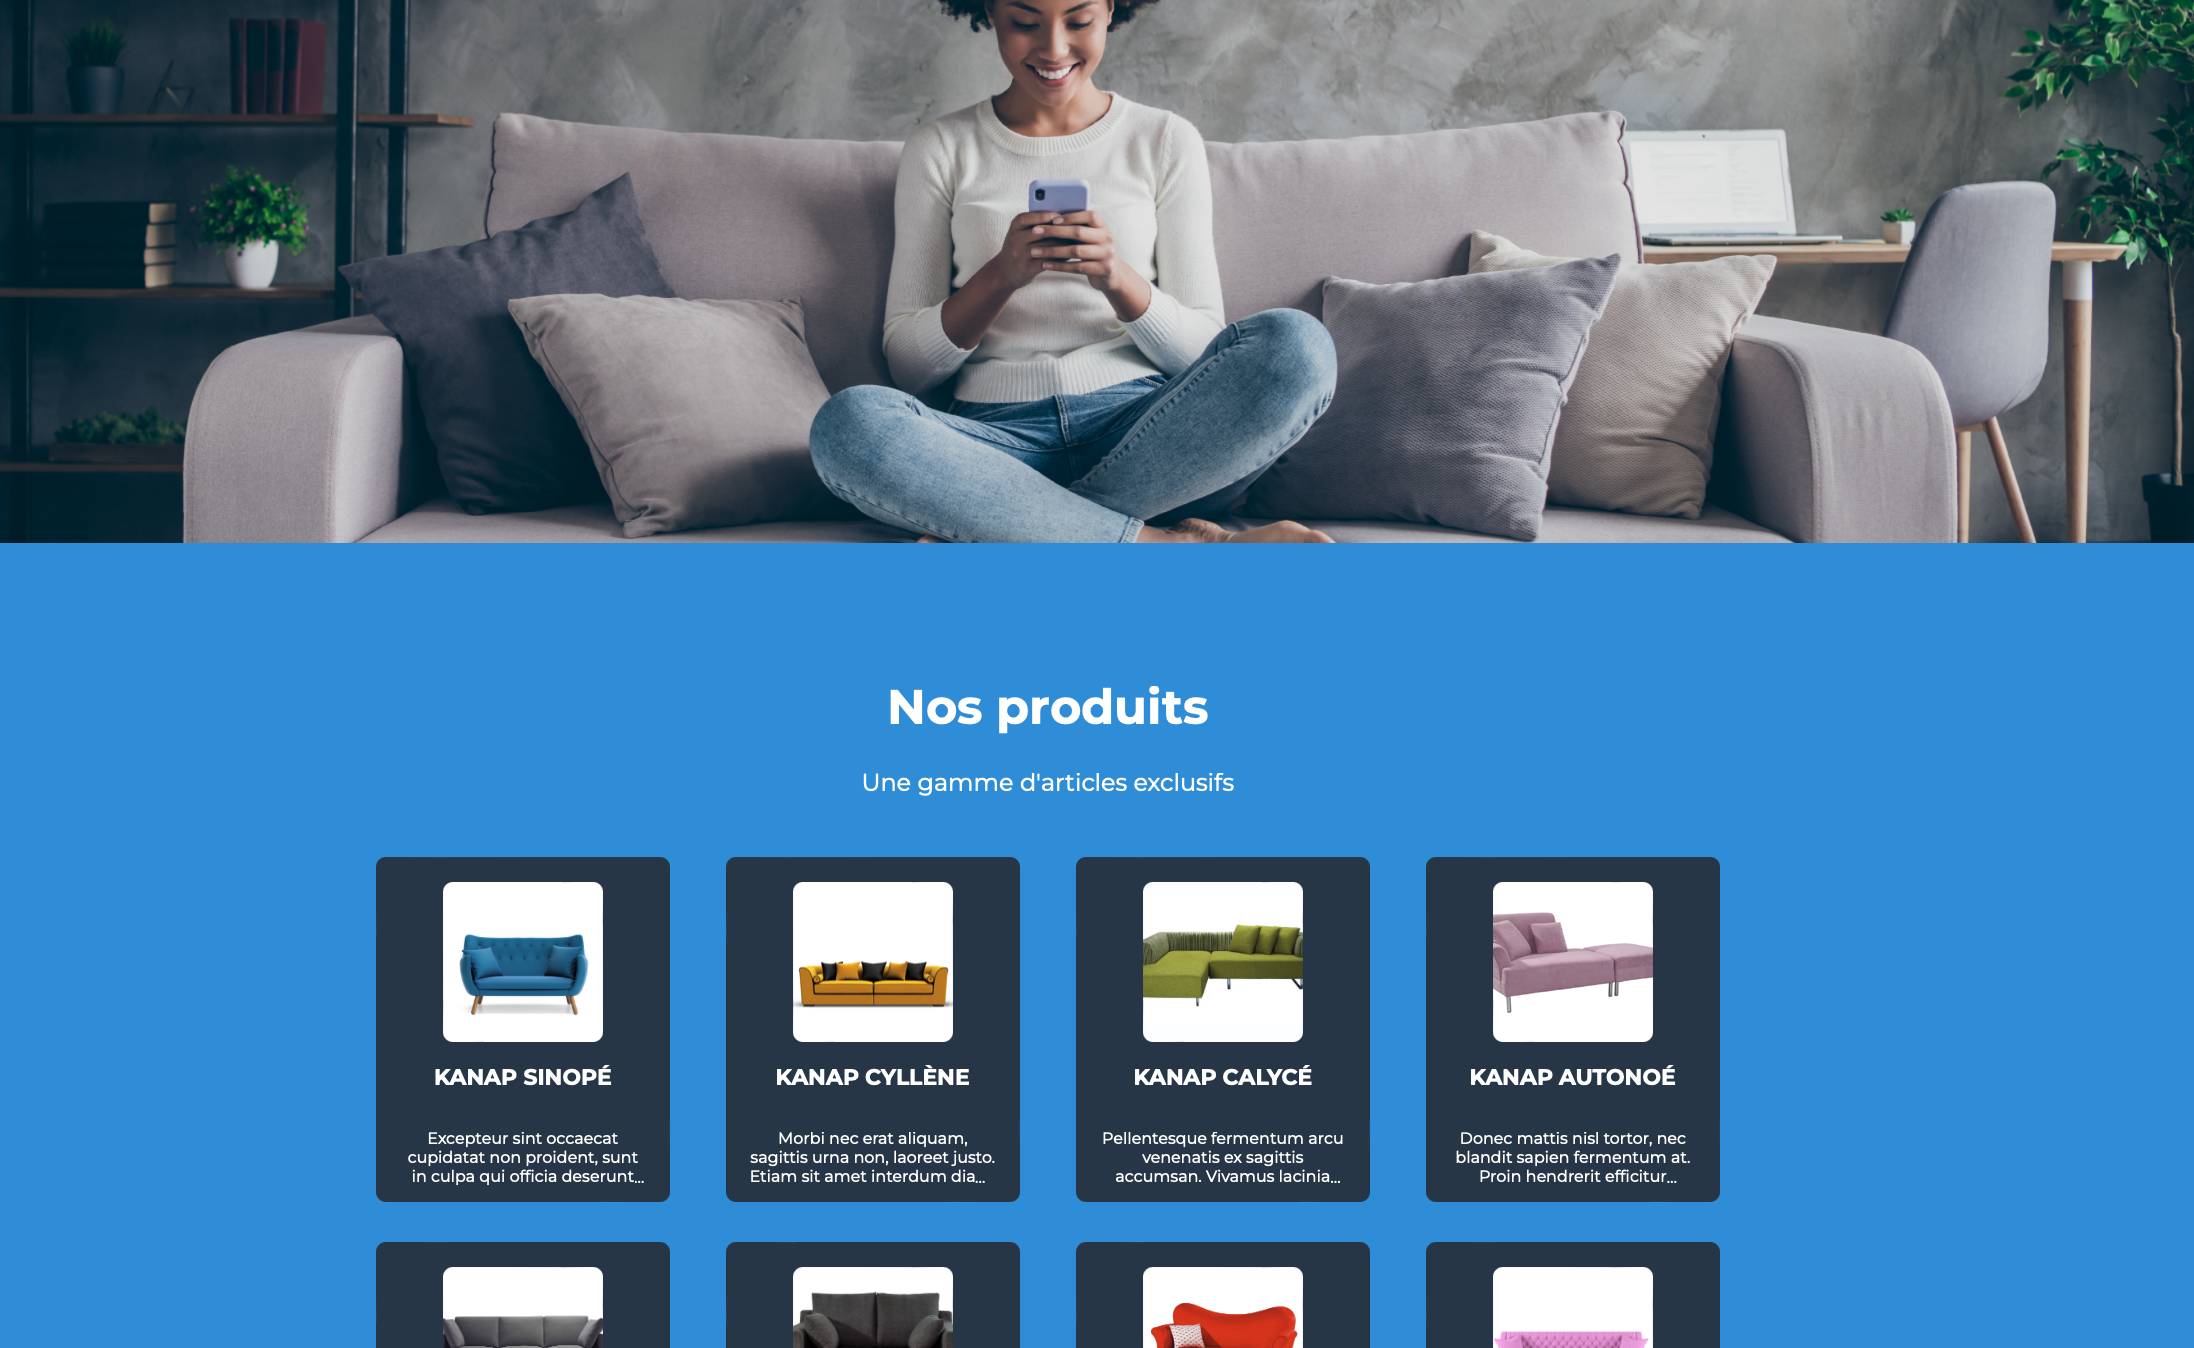 Nos produits
Une gamme d'articles exclusifs
KANAP SINOPÉ
Excepteur sint occaecat
cupidatat non proident, sunt
in culpa qui officia deserunt...
KANAP CYLLÈNE
Morbi nec erat aliquam,
sagittis urna non, laoreet justo.
Etiam sit amet interdum dia...
KANAP CALYCÉ
Pellentesque fermentum arcu
venenatis ex sagittis
accumsan. Vivamus lacinia...
KANAP AUTONOÉ
Donec mattis nisl tortor, nec
blandit sapien fermentum at.
Proin hendrerit efficitur...